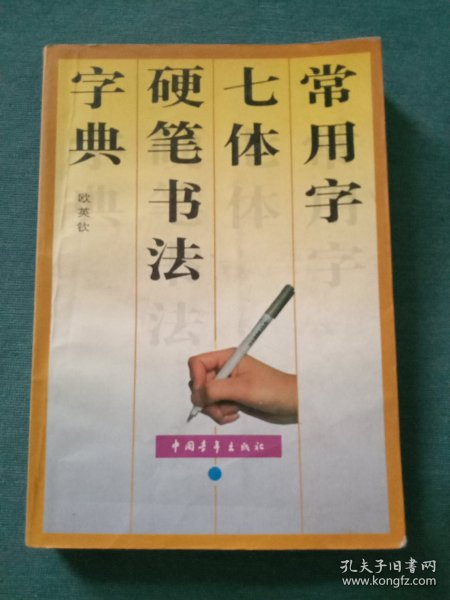 常用字
七体
硬笔书法
字典
欧英钦
中国青年出版社
孔夫子旧书网
www.kongfz.com